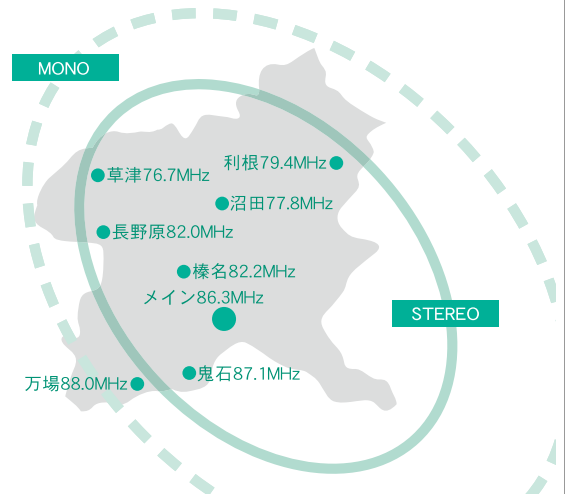 MONO
利根79.4MHz
草津76.7MHz
沼田77.8MHz
長野原82.0MHz
榛名82.2MHz
メイン86.3MHz
STEREO
鬼石87.1MHz
万場88.0MHz